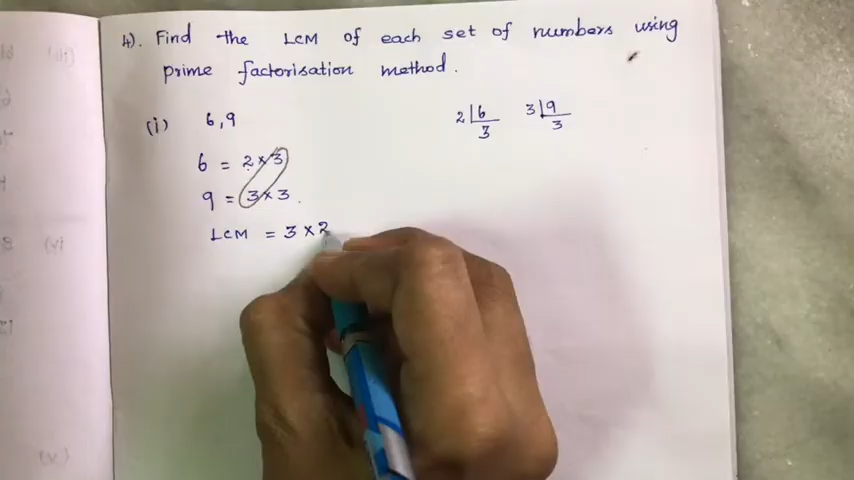 4). Find the LCM of each set of numbers using
prime factorisation method.
(i) 6,9
2 6 3 9
3 3
6 = 2 × 3
9 = 3 × 3
LCM = 3 × 2
(v)